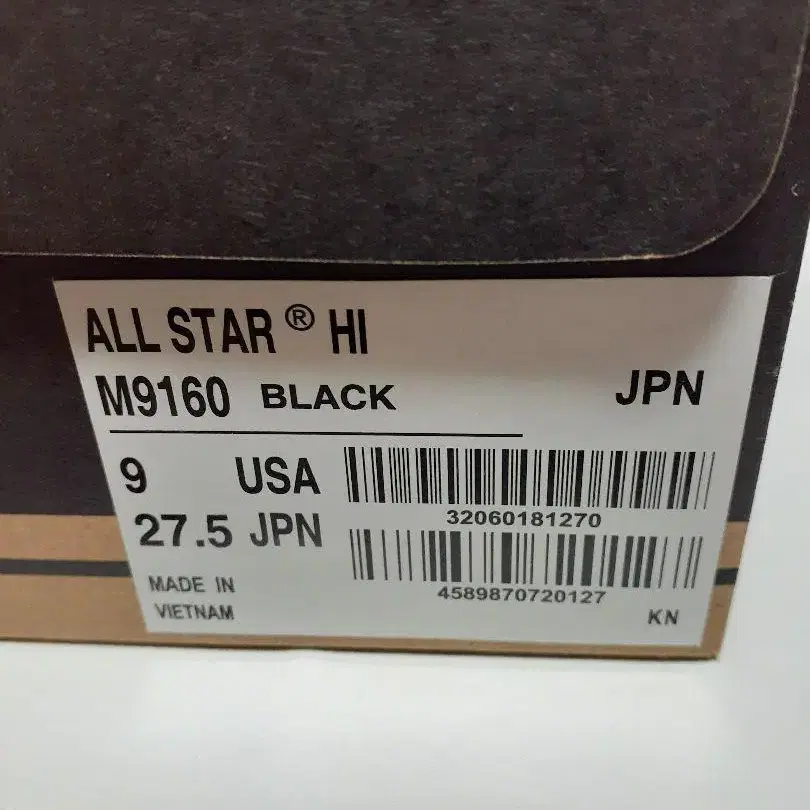 ALL STAR ® HI
M9160 BLACK JPN
9 USA
32060181270
27.5 JPN
MADE IN
VIETNAM
4589870720127
KN